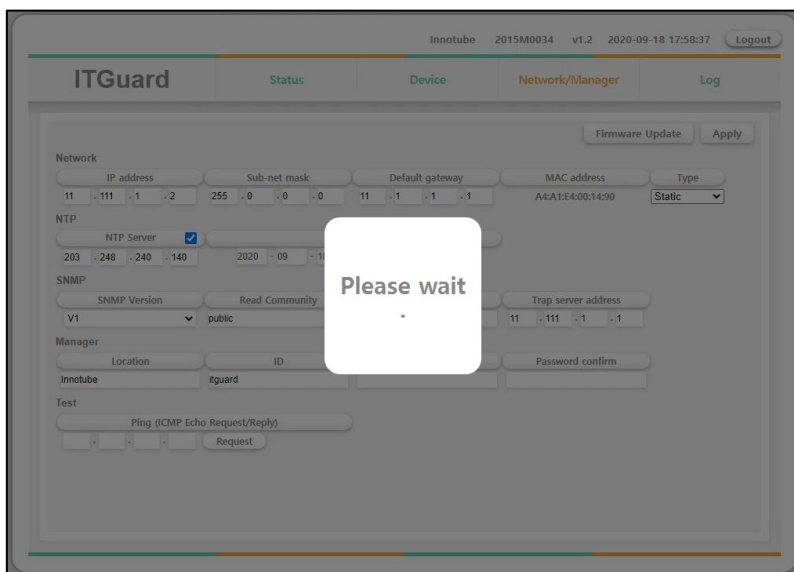 Innotube 2015M0034 v1.2 2020-09-18 17:58:37 Logout
ITGuard Status Device Network/Manager Log
Firmware Update Apply
Network
IP address Sub-net mask Default gateway MAC address Type
11 . 111 . 1 . 2 255 . 0 . 0 . 0 11 . 1 . 1 . 1 A4:A1:E4:00:14:90 Static
NTP
NTP Server
203 . 248 . 240 . 140 2020 - 09
SNMP
SNMP Version Read Community Trap server address
V1 public 11 . 111 . 1 . 1
Please wait
.
Manager
Location ID Password confirm
Innotube itguard
Test
Ping (ICMP Echo Request/Reply)
Request